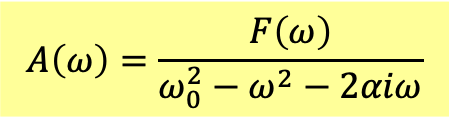 A(ω) = F(ω) / (ω₀² − ω² − 2αiω)